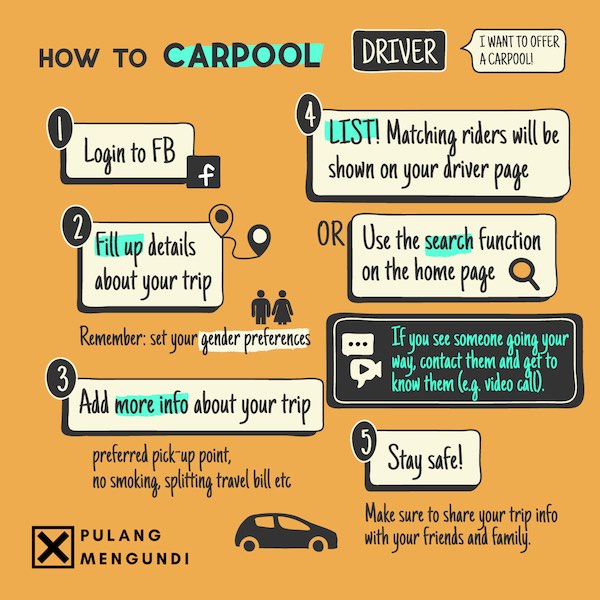 HOW TO CARPOOL
DRIVER
I WANT TO OFFER
A CARPOOL!
1
Login to FB
f
2
Fill up details
about your trip
Remember: set your gender preferences
3
Add more info about your trip
preferred pick-up point,
no smoking, splitting travel bill etc
4
LIST! Matching riders will be
shown on your driver page
OR
Use the search function
on the home page
If you see someone going your
way, contact them and get to
know them (e.g. video call).
5
Stay safe!
Make sure to share your trip info
with your friends and family.
PULANG
MENGUNDI